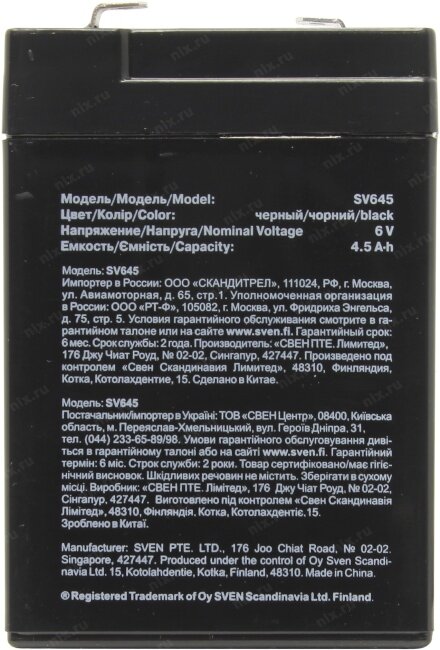 Модель/Модель/Model: SV645
Цвет/Колір/Color: черный/чорний/black
Напряжение/Напруга/Nominal Voltage 6 V
Емкость/Ємність/Capacity: 4.5 A·h
Модель: SV645
Импортер в России: ООО «СКАНДИТРЕЛ», 111024, РФ, г. Москва,
ул. Авиамоторная, д. 65, стр.1. Уполномоченная организация
в России: ООО «РТ-Ф», 105082, г. Москва, ул. Фридриха Энгельса,
д. 75, стр. 5. Условия гарантийного обслуживания смотрите в га-
рантийном талоне или на сайте www.sven.fi. Гарантийный срок:
6 мес. Срок службы: 2 года. Производитель: «СВЕН ПТЕ. Лимитед»,
176 Джу Чиат Роуд, № 02-02, Сингапур, 427447. Произведено под
контролем «Свен Скандинавия Лимитед», 48310, Финляндия,
Котка, Котолахдентие, 15. Сделано в Китае.
Модель: SV645
Постачальник/імпортер в Україні: ТОВ «СВЕН Центр», 08400, Київська
область, м. Переяслав-Хмельницький, вул. Героїв Дніпра, 31,
тел. (044) 233-65-89/98. Умови гарантійного обслуговування диві-
ться в гарантійному талоні або на сайті www.sven.fi. Гарантійний
термін: 6 міс. Строк служби: 2 роки. Товар сертифіковано/має гігіє-
нічний висновок. Шкідливих речовин не містить. Зберігати в сухому
місці. Виробник: «СВЕН ПТЕ. Лімітед», 176 Джу Чіат Роуд, № 02-02,
Сінгапур, 427447. Виготовлено під контролем «Свен Скандінавія
Лімітед», 48310, Фінляндія. Котка, Котолахдентіє.15.
Зроблено в Китаї.
Manufacturer: SVEN PTE. LTD., 176 Joo Chiat Road, № 02-02.
Singapore, 427447. Produced under the control of Oy Sven Scandi-
navia Ltd. 15, Kotolahdentie, Kotka, Finland, 48310. Made in China.
® Registered Trademark of Oy SVEN Scandinavia Ltd. Finland.